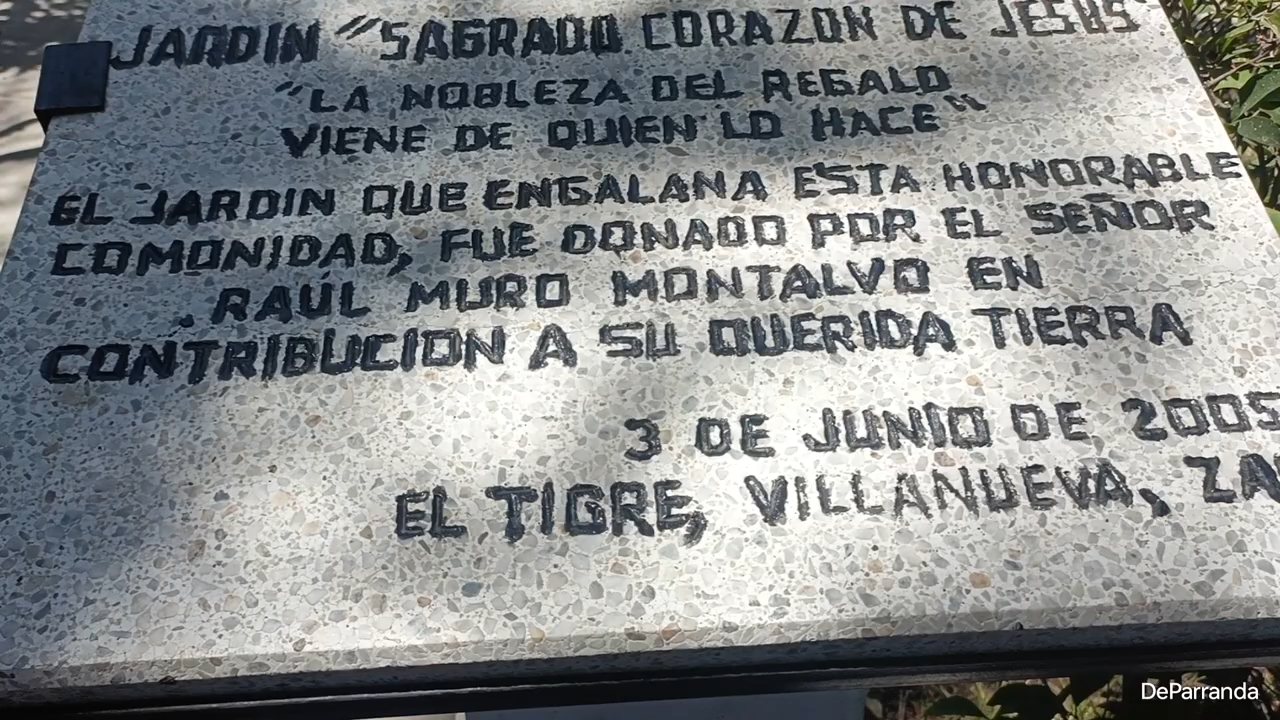 JARDIN "SAGRADO CORAZON DE JESUS
"LA NOBLEZA DEL REGALO
VIENE DE QUIEN LO HACE"
EL JARDIN QUE ENGALANA ESTA HONORABLE
COMONIDAD, FUE DONADO POR EL SEÑOR
RAÚL MURO MONTALVO EN
CONTRIBUCION A SU QUERIDA TIERRA
3 DE JUNIO DE 2005
EL TIGRE, VILLANUEVA, ZA
DeParranda